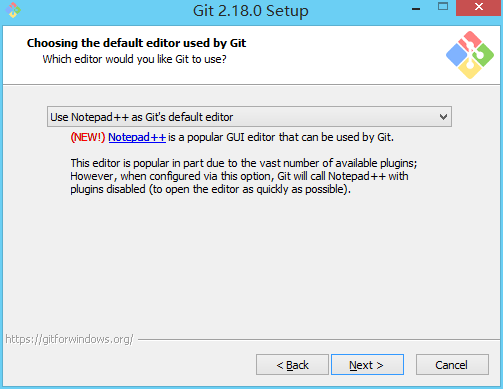 Git 2.18.0 Setup
Choosing the default editor used by Git
Which editor would you like Git to use?
Use Notepad++ as Git's default editor
(NEW!) Notepad++ is a popular GUI editor that can be used by Git.
This editor is popular in part due to the vast number of available plugins;
However, when configured via this option, Git will call Notepad++ with
plugins disabled (to open the editor as quickly as possible).
https://gitforwindows.org/
< Back
Next >
Cancel